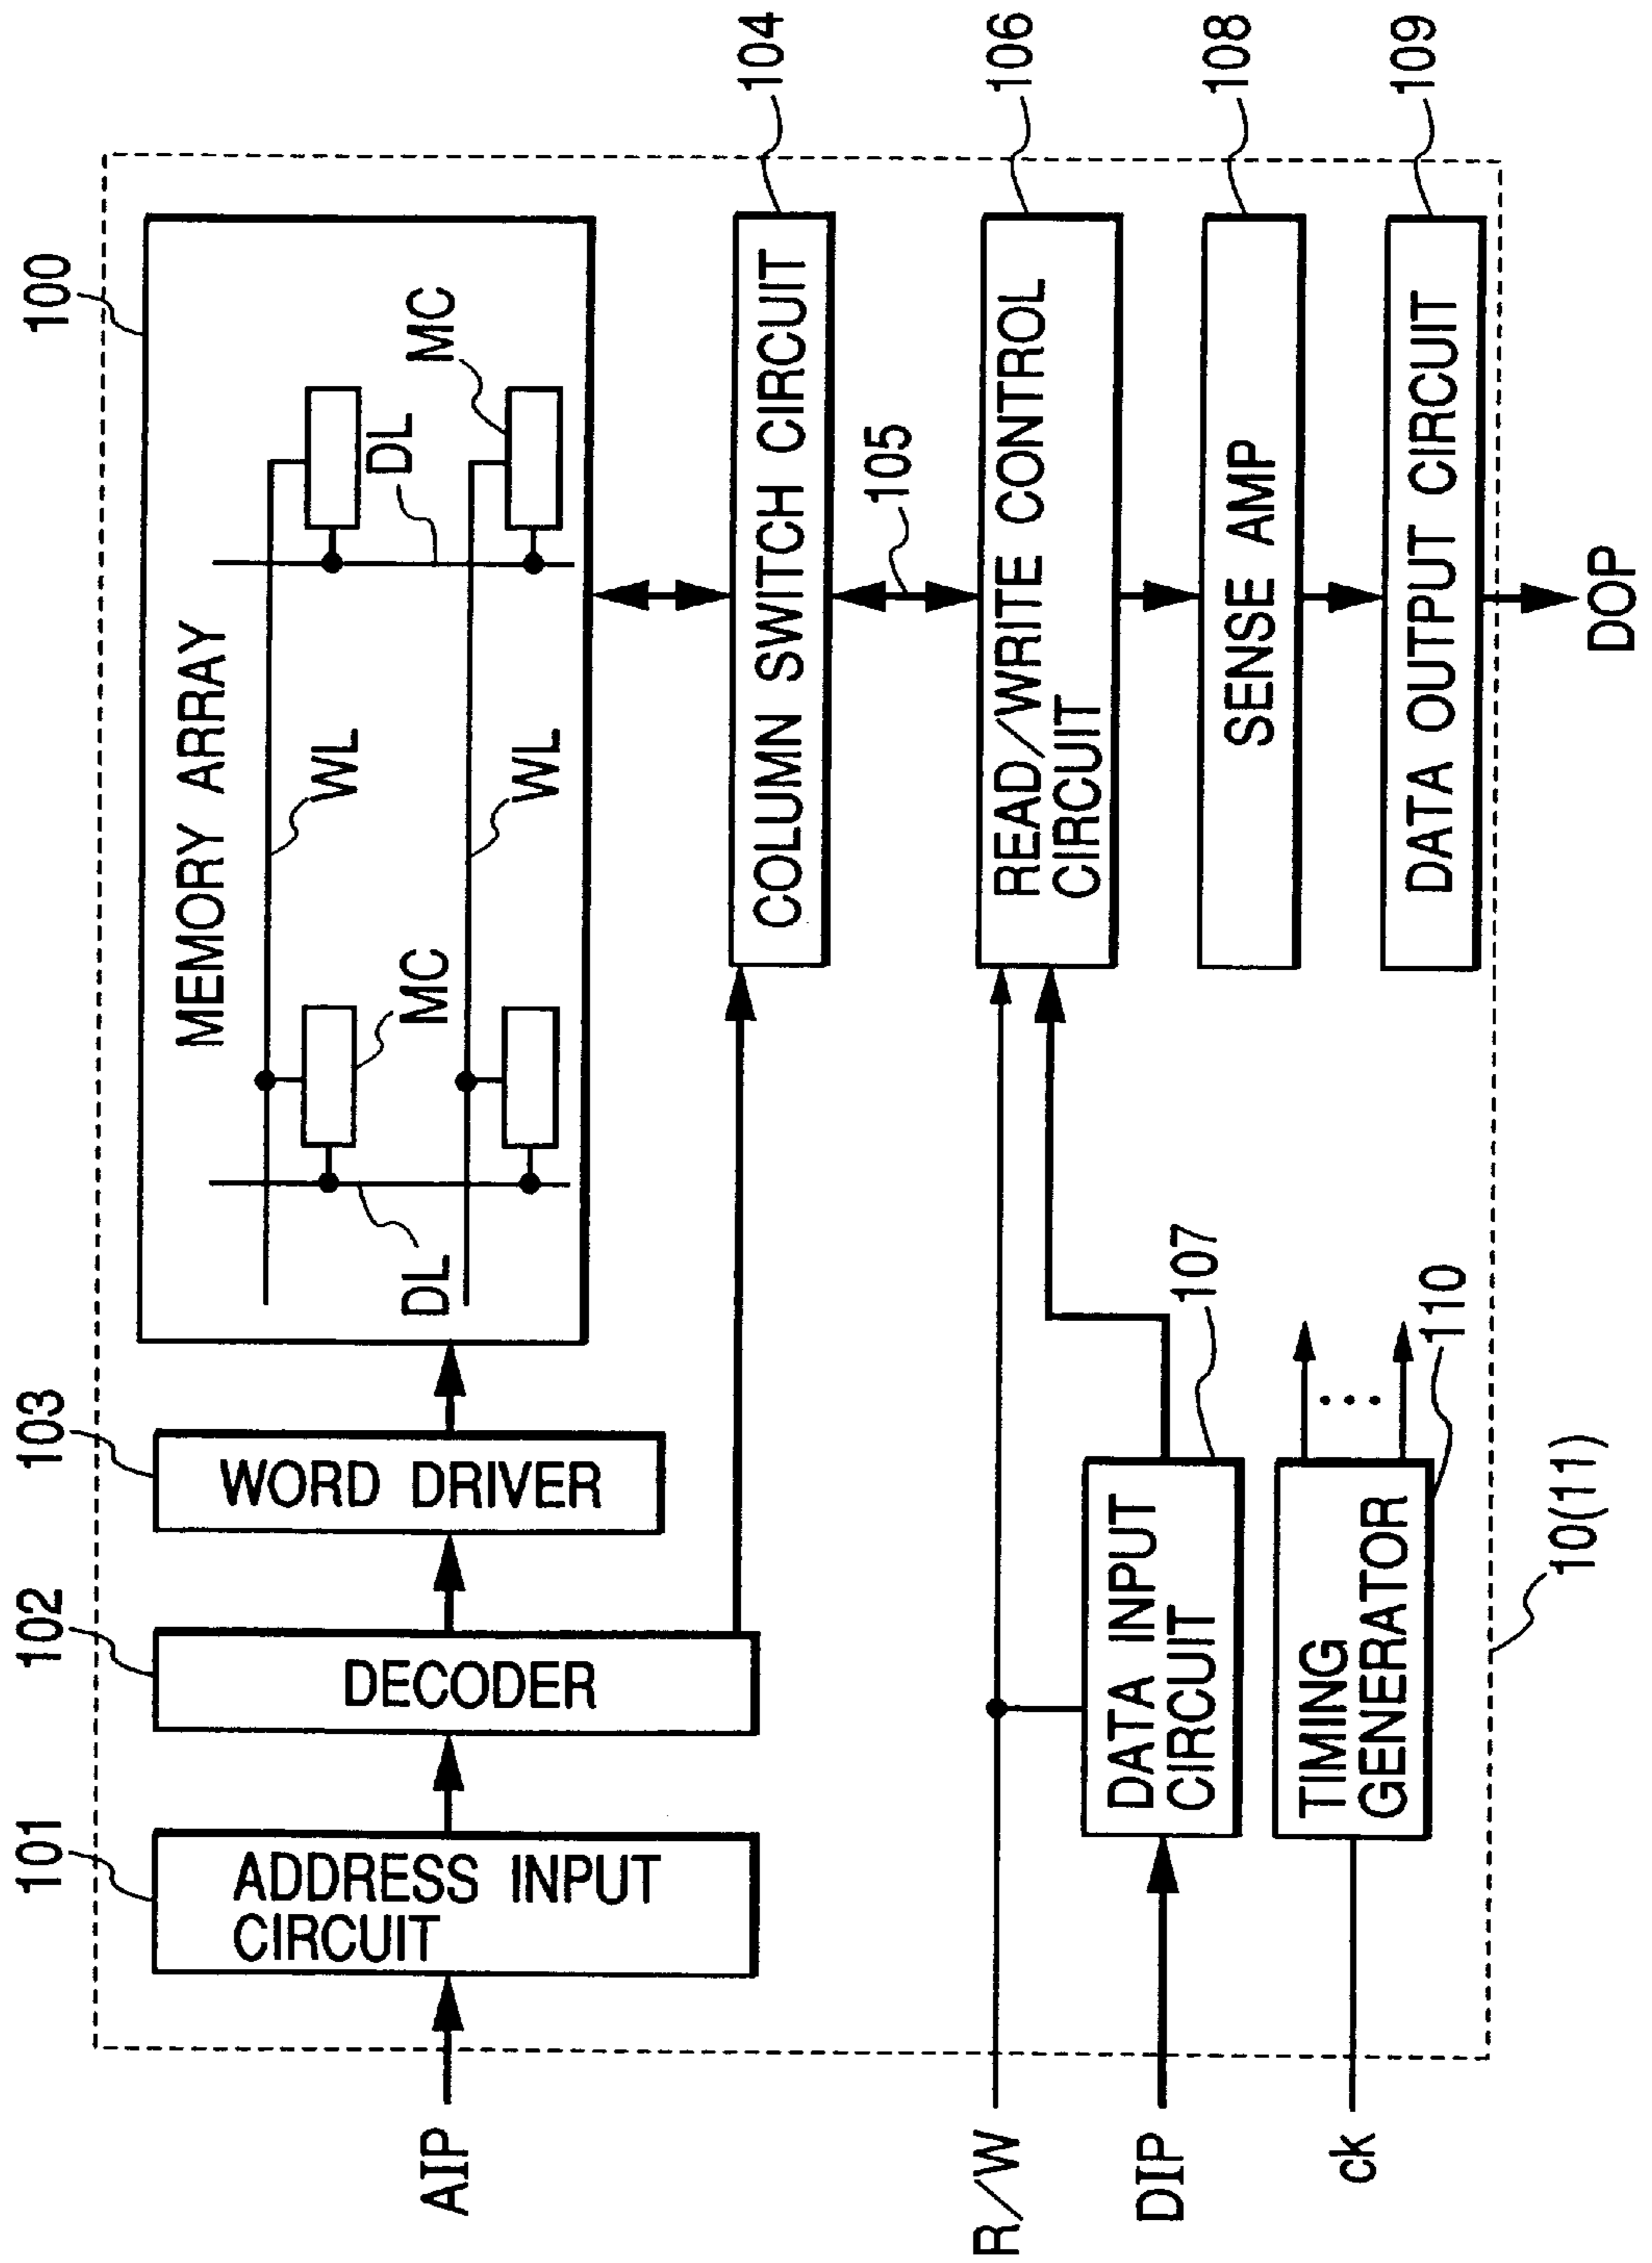 100
MEMORY ARRAY
WL
WL
MC
MC
DL
DL
101
ADDRESS INPUT
CIRCUIT
102
DECODER
103
WORD DRIVER
AIP
COLUMN SWITCH CIRCUIT
104
105
R/W
READ/WRITE CONTROL
CIRCUIT
106
DIP
DATA INPUT
CIRCUIT
107
SENSE AMP
108
ck
TIMING
GENERATOR
110
DATA OUTPUT CIRCUIT
109
10(11)
DOP